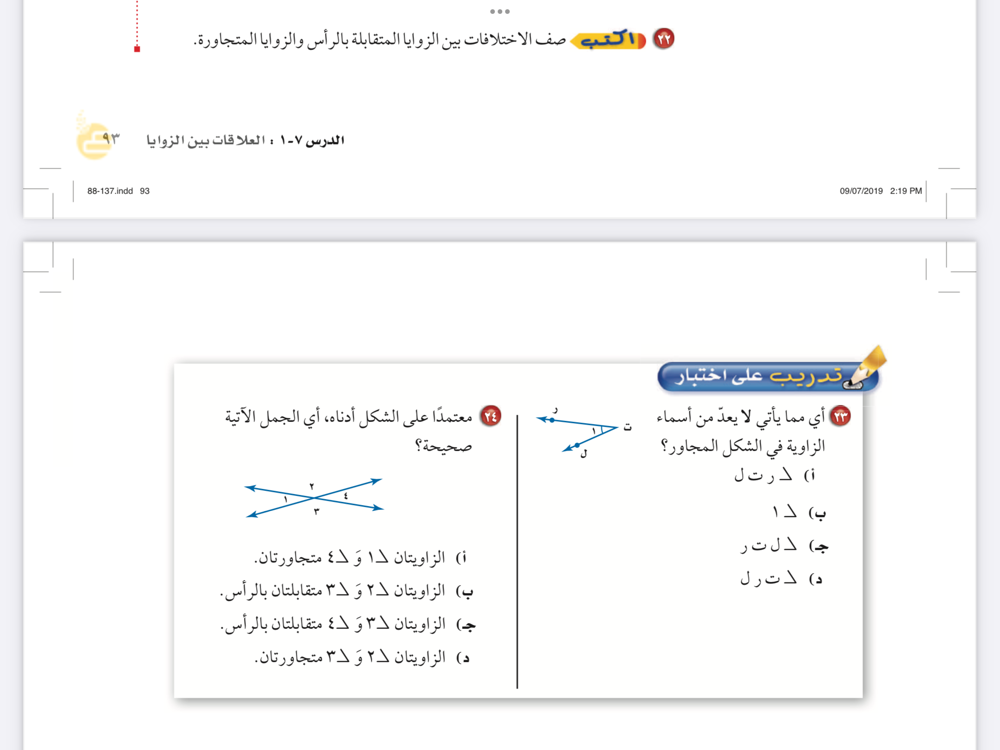 ٢٢ اكتب صف الاختلافات بين الزوايا المتقابلة بالرأس والزوايا المتجاورة.
الدرس ٧-١ : العلاقات بين الزوايا ٩٣
88-137.indd 93
09/07/2019 2:19 PM
تدريب على اختبار
٢٣ أي مما يأتي لا يعدّ من أسماء
الزاوية في الشكل المجاور؟
ر
ت
١
ل
أ) ∠ ر ت ل
ب) ∠ ١
جـ) ∠ ل ت ر
د) ∠ ت ر ل
٢٤ معتمدًا على الشكل أدناه، أي الجمل الآتية
صحيحة؟
٢
٤
١
٣
أ) الزاويتان ∠١ وَ ∠٤ متجاورتان.
ب) الزاويتان ∠٢ وَ ∠٣ متقابلتان بالرأس.
جـ) الزاويتان ∠٣ وَ ∠٤ متقابلتان بالرأس.
د) الزاويتان ∠٢ وَ ∠٣ متجاورتان.